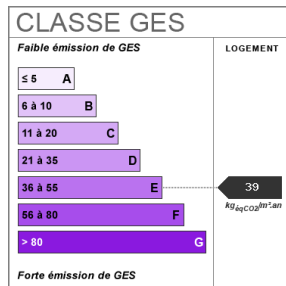 CLASSE GES
Faible émission de GES
LOGEMENT
≤ 5 A
6 à 10 B
11 à 20 C
21 à 35 D
36 à 55 E
39
kgéqCO2/m².an
56 à 80 F
> 80 G
Forte émission de GES